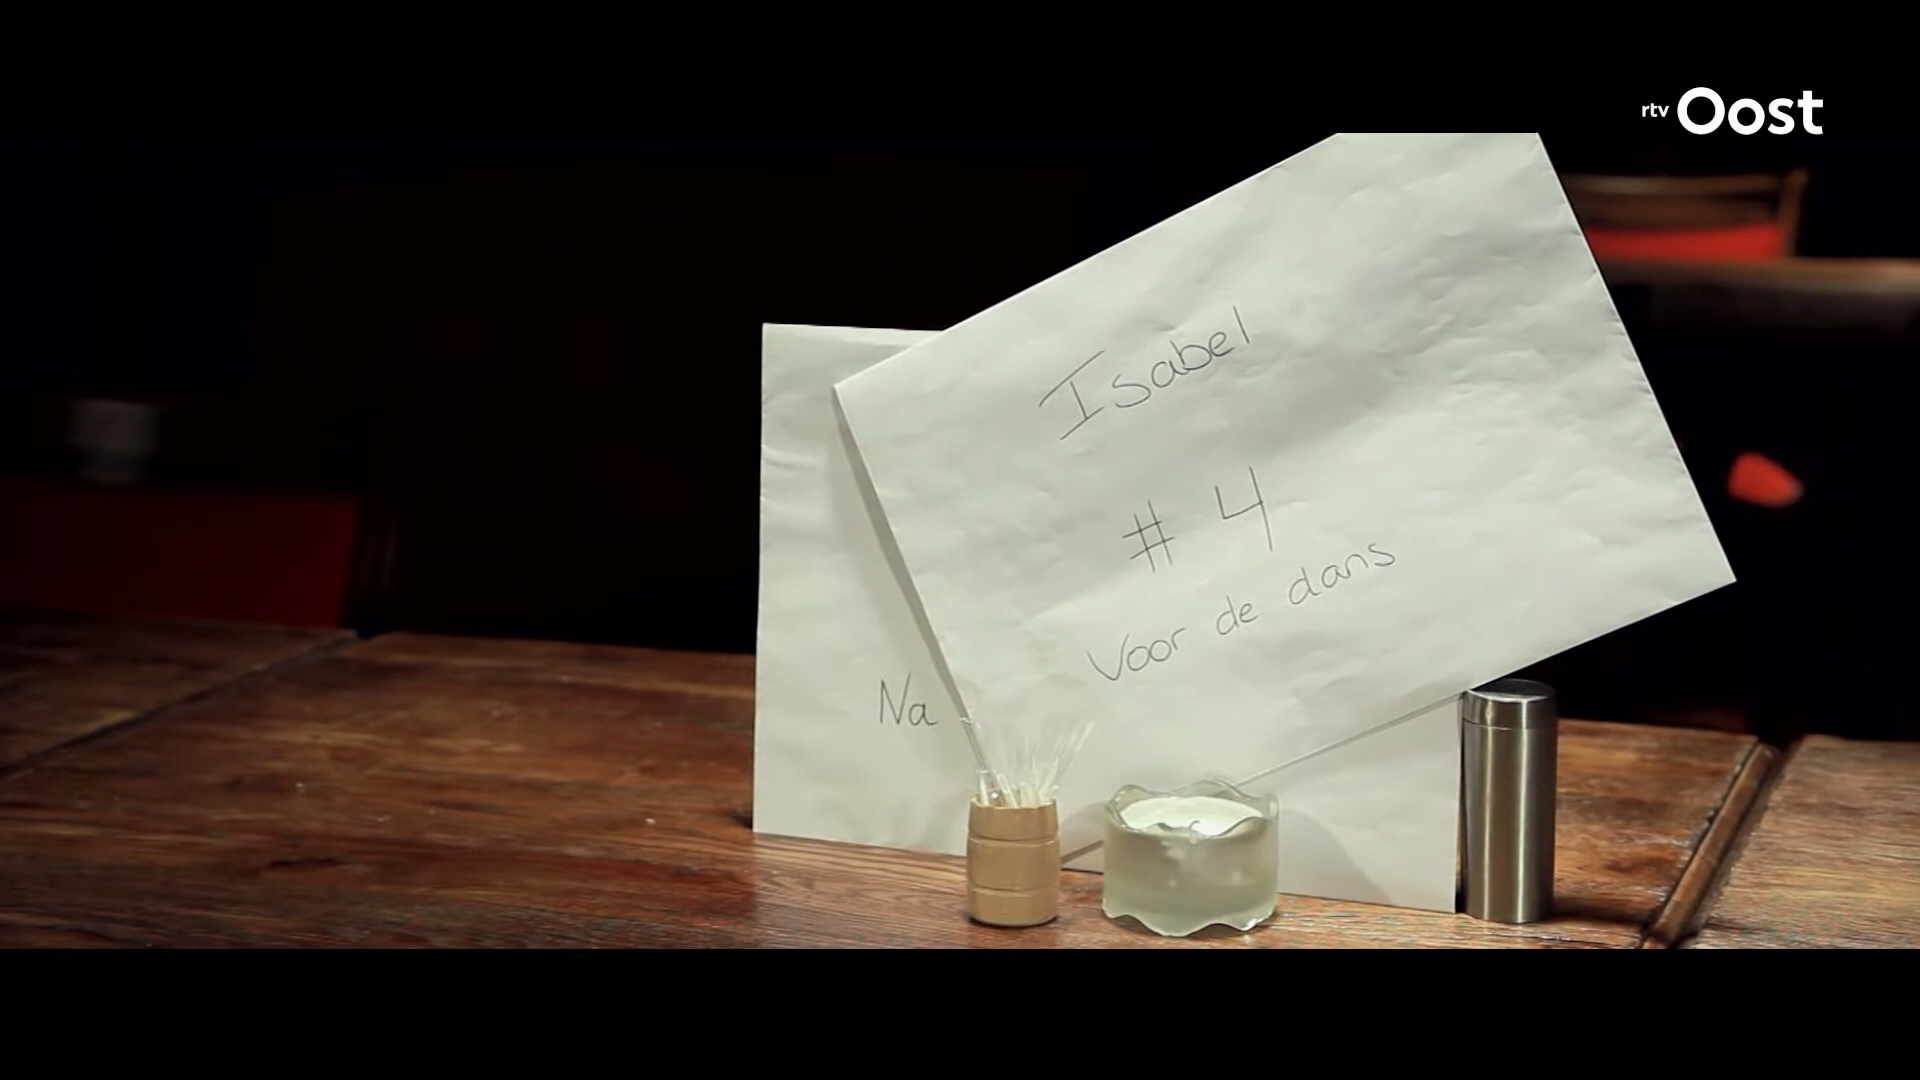 rtv Oost
Isabel
# 4
Voor de dans
Na